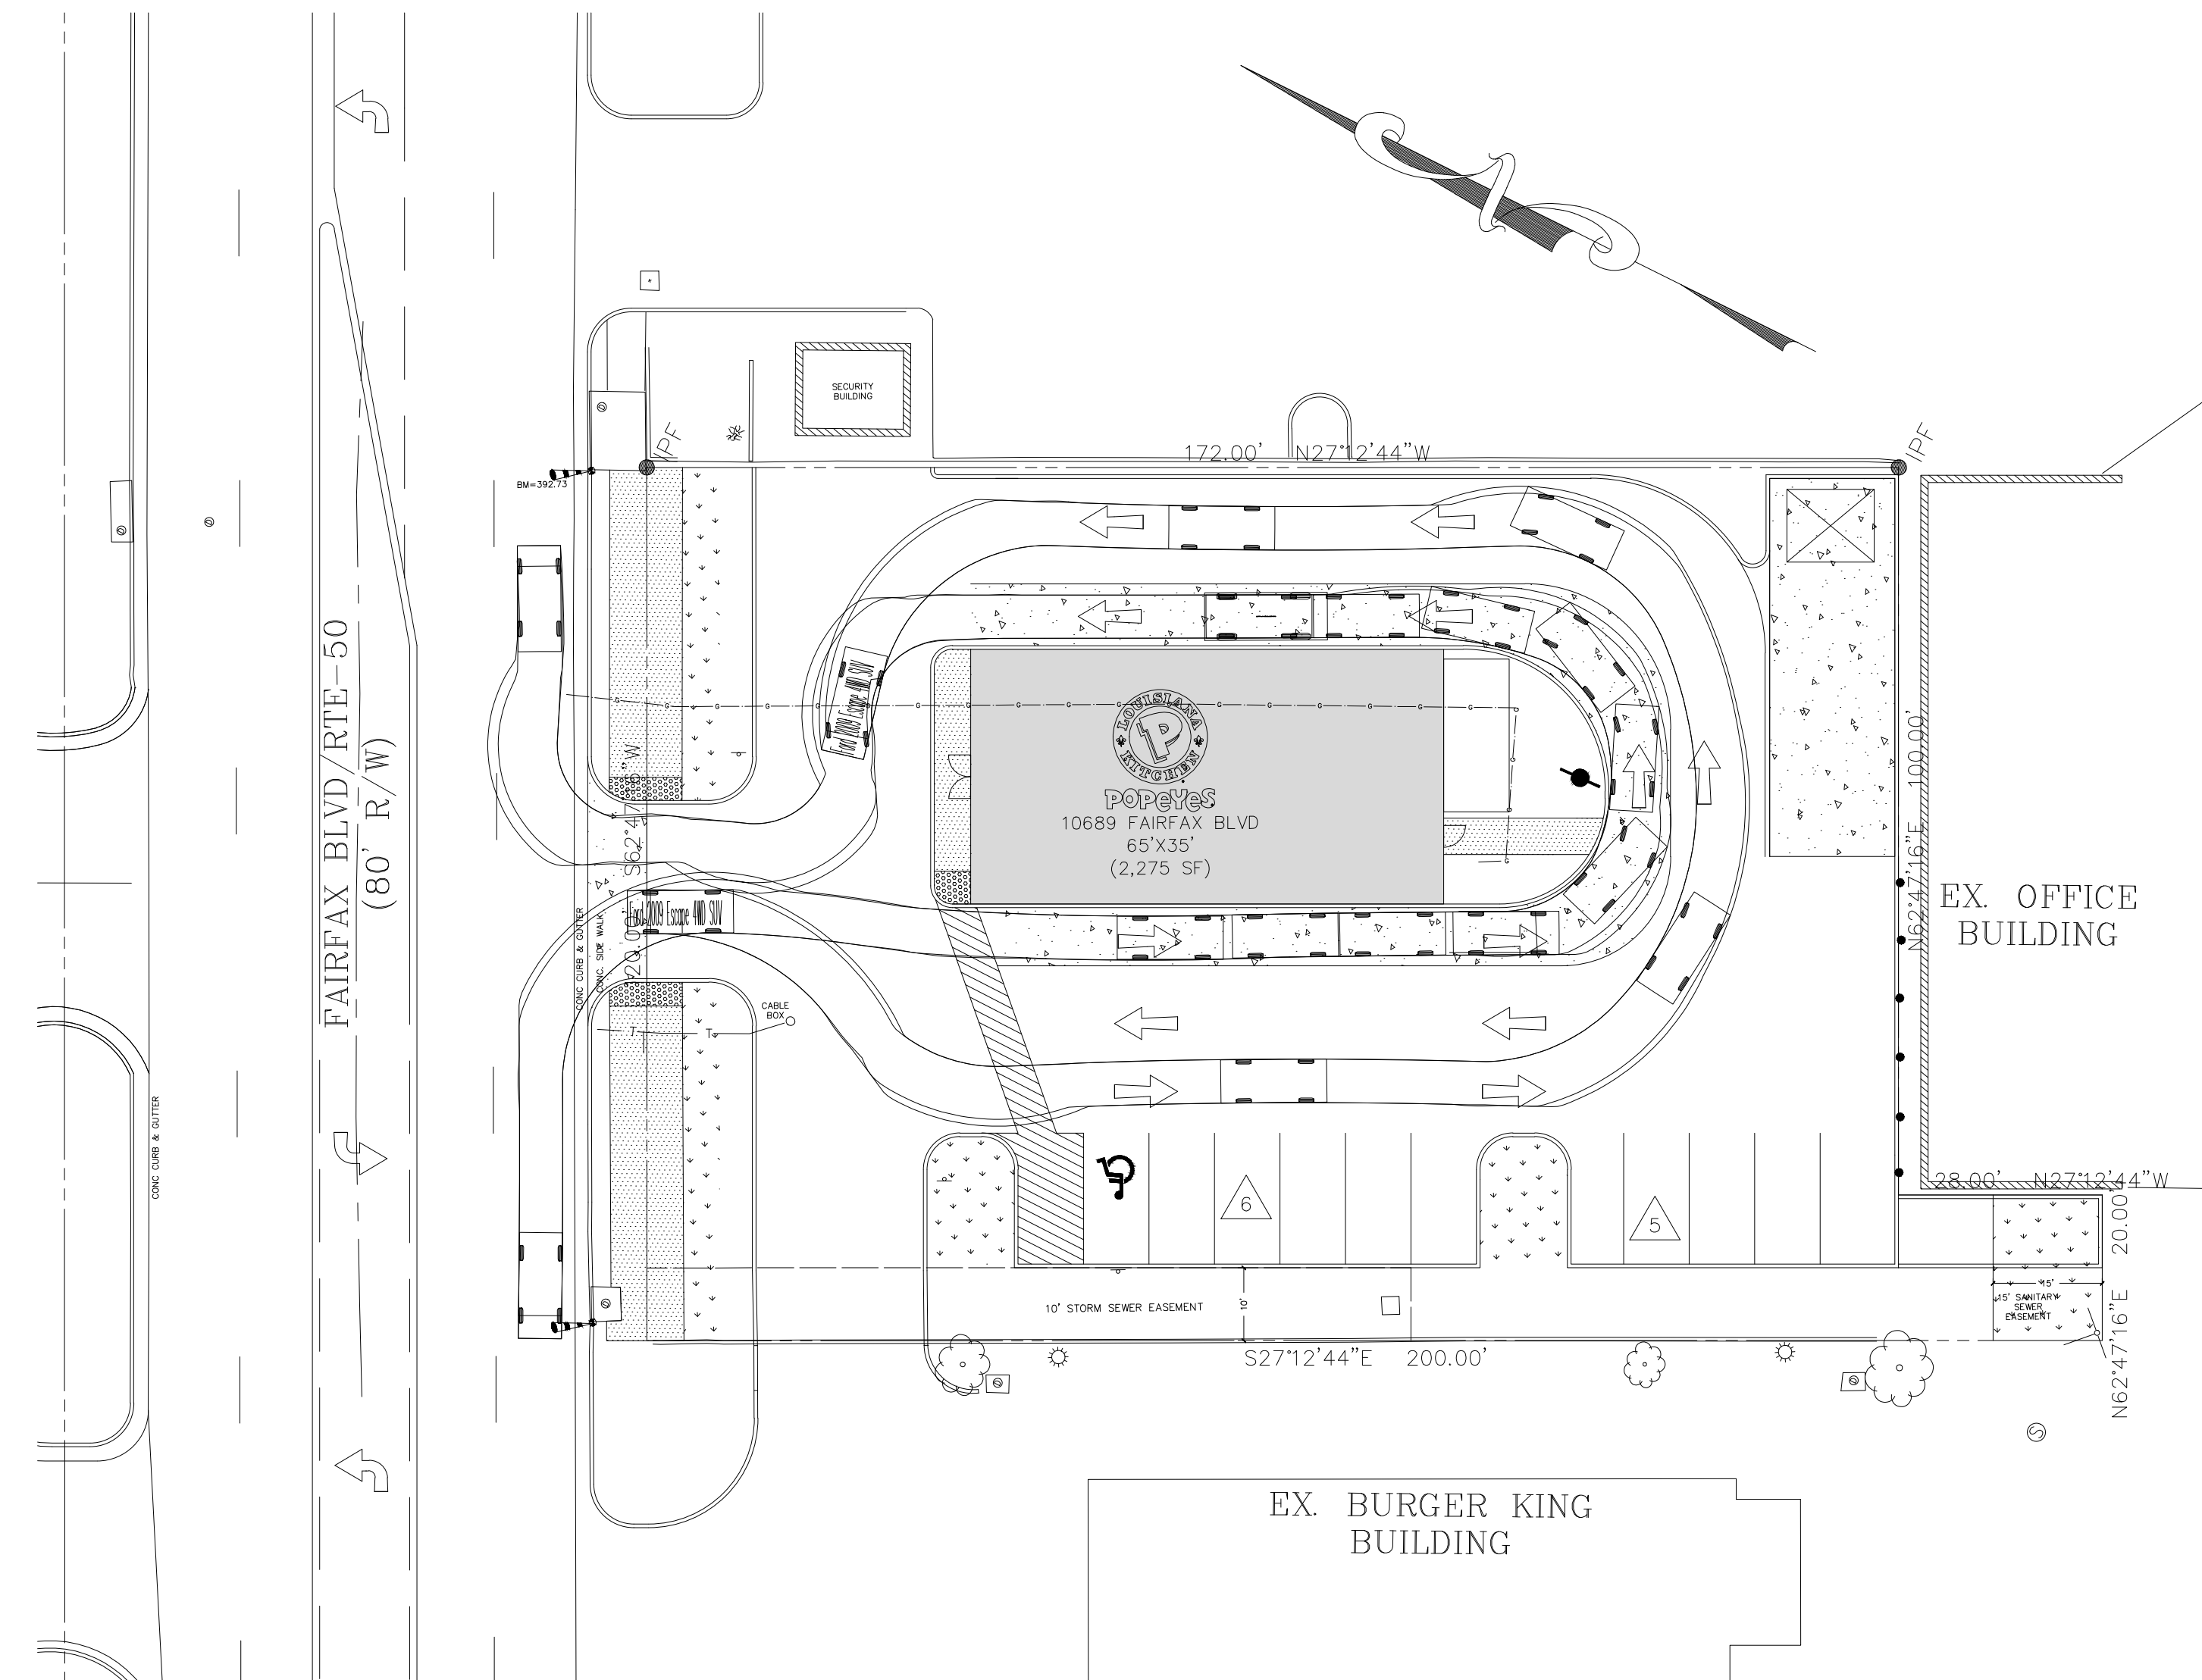 SECURITY
BUILDING
IPF
172.00' N27°12'44"W
IPF
BM=392.73
FAIRFAX BLVD/RTE-50
(80' R/W)
Ford 2009 Escape 4WD SUV
G G G G G G G G G G G G G G G G G G
LOUISIANA
KITCHEN
P
POPEYES
10689 FAIRFAX BLVD
65'X35'
(2,275 SF)
G
N62°47'16"E 100.00'
EX. OFFICE
BUILDING
Ford 2009 Escape 4WD SUV
CONC CURB & GUTTER
CONC. SIDE WALK
CABLE
BOX
T T
CONC CURB & GUTTER
6
5
28.00' N27°12'44"W
N62°47'16"E 20.00'
15'
15' SANITARY
SEWER
EASEMENT
10' STORM SEWER EASEMENT
10'
S27°12'44"E 200.00'
S
EX. BURGER KING
BUILDING